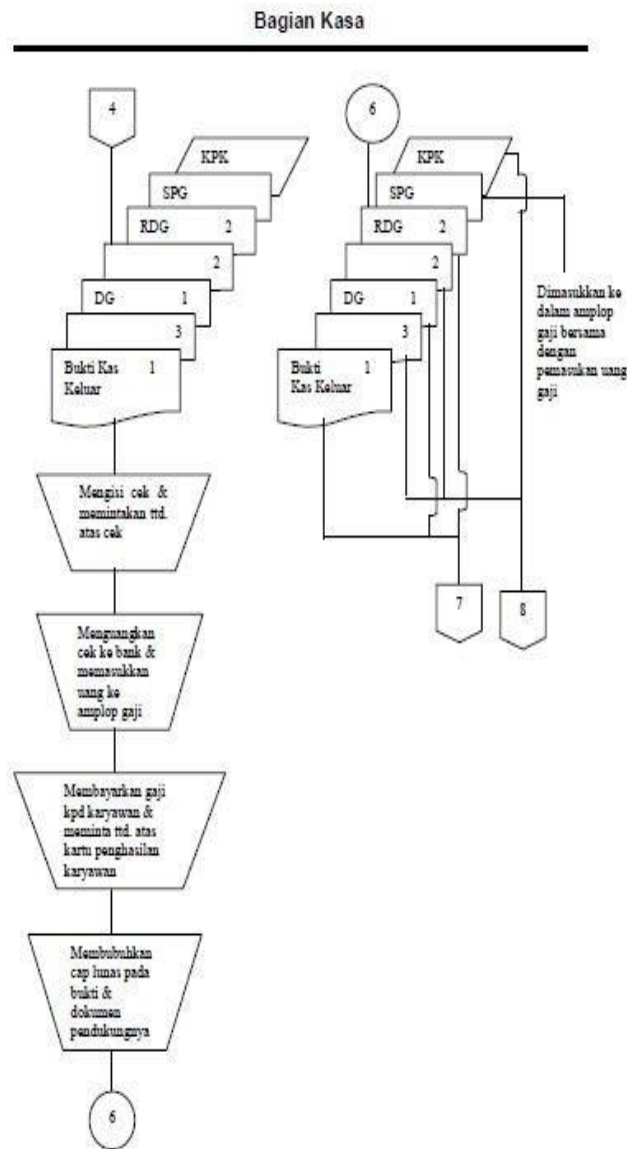 Bagian Kasa
4
KPK
SPG
RDG 2
2
DG 1
3
Bukti Kas 1
Keluar
Mengisi cek &
memintakan ttd.
atas cek
Menguangkan
cek ke bank &
memasukkan
uang ke
amplop gaji
Membayarkan gaji
kpd karyawan &
meminta ttd. atas
kartu penghasilan
karyawan
Membubuhkan
cap lunas pada
bukti &
dokumen
pendukungnya
6
6
KPK
SPG
RDG 2
2
DG 1
3
Bukti 1
Kas Keluar
Dimasukkan ke
dalam amplop
gaji bersama
dengan
pemasukan uang
gaji
7
8